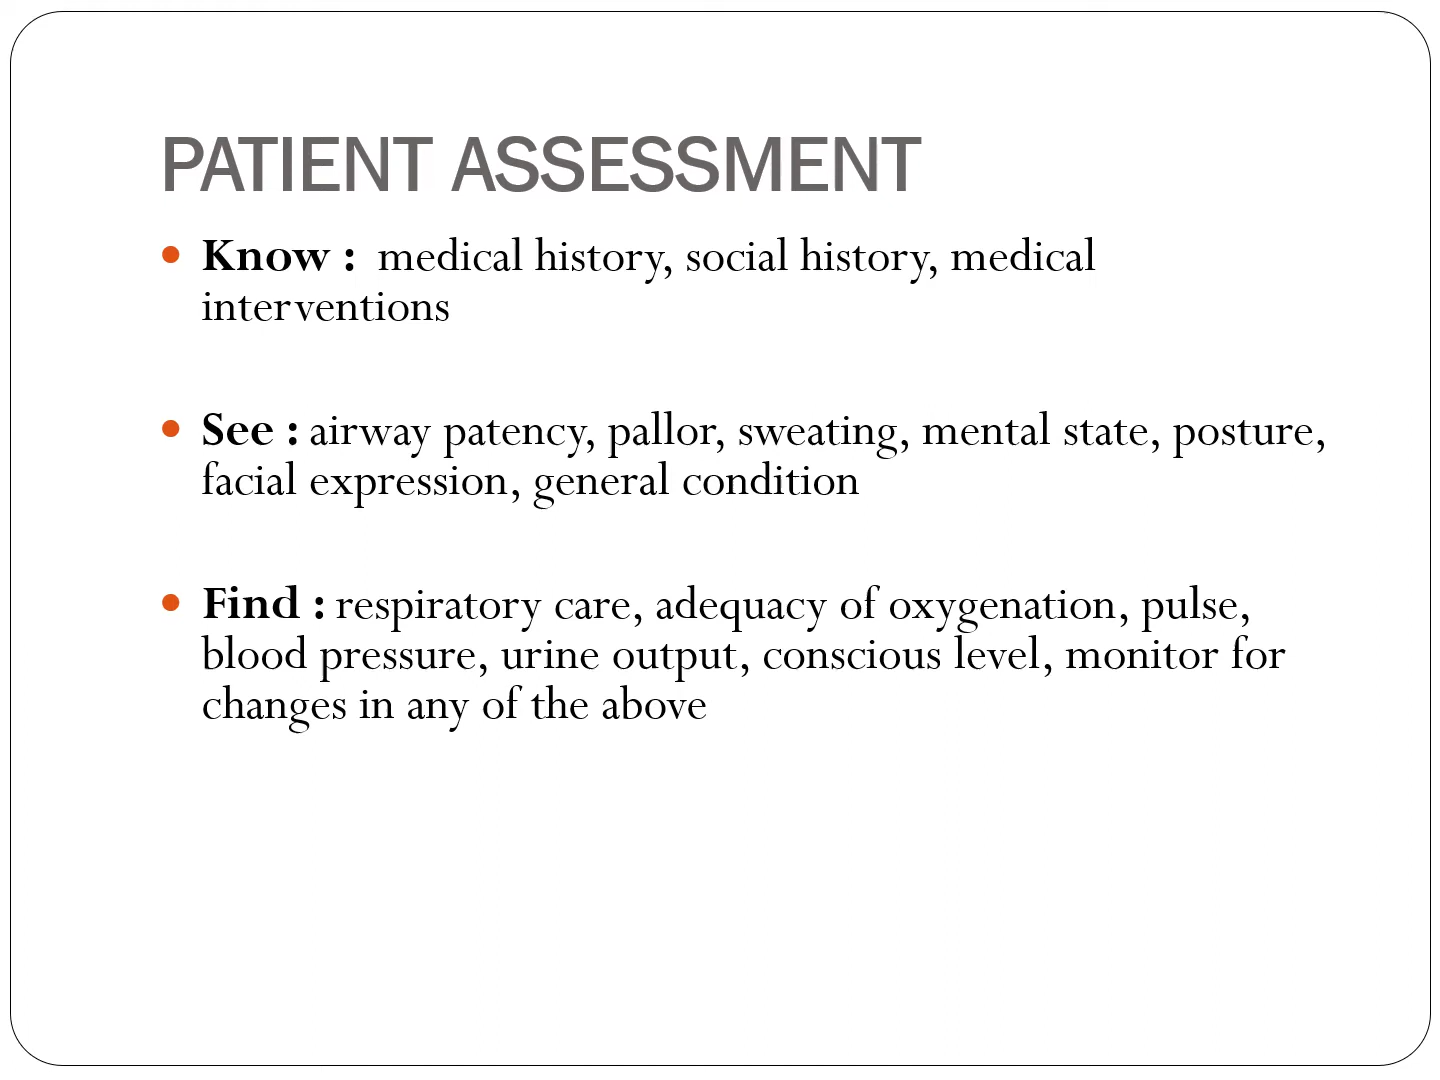 PATIENT ASSESSMENT
• Know :  medical history, social history, medical
interventions
• See : airway patency, pallor, sweating, mental state, posture,
facial expression, general condition
• Find : respiratory care, adequacy of oxygenation, pulse,
blood pressure, urine output, conscious level, monitor for
changes in any of the above